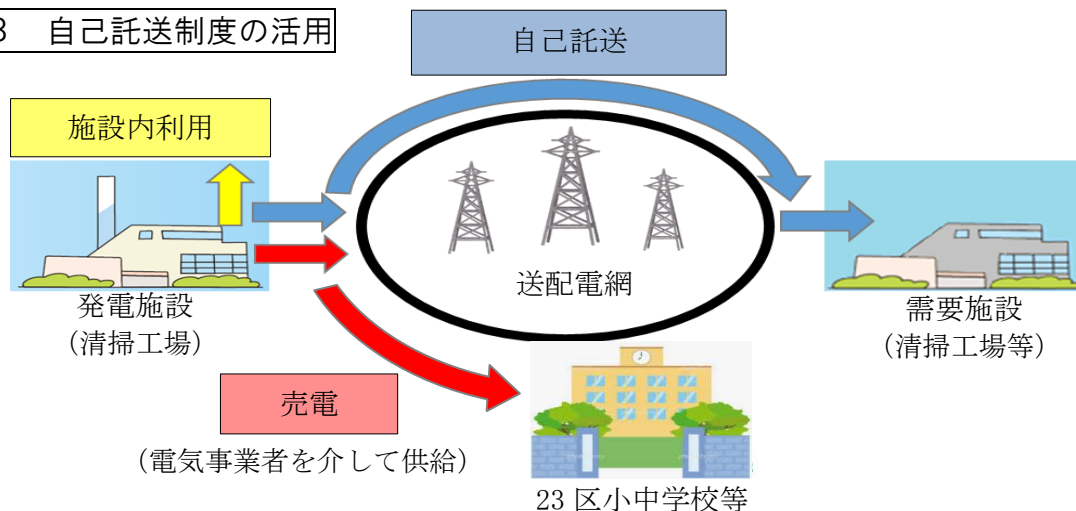 3 自己託送制度の活用
自己託送
施設内利用
送配電網
発電施設
(清掃工場)
需要施設
(清掃工場等)
売電
(電気事業者を介して供給)
23 区小中学校等